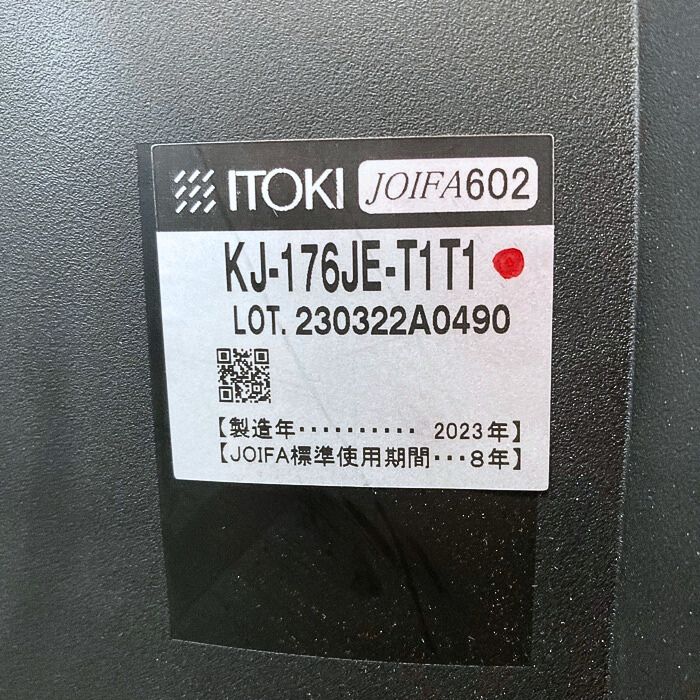 ITOKI JOIFA602
KJ-176JE-T1T1
LOT. 230322A0490
【製造年・・・・・・・・・・ 2023年】
【JOIFA標準使用期間・・・8年】